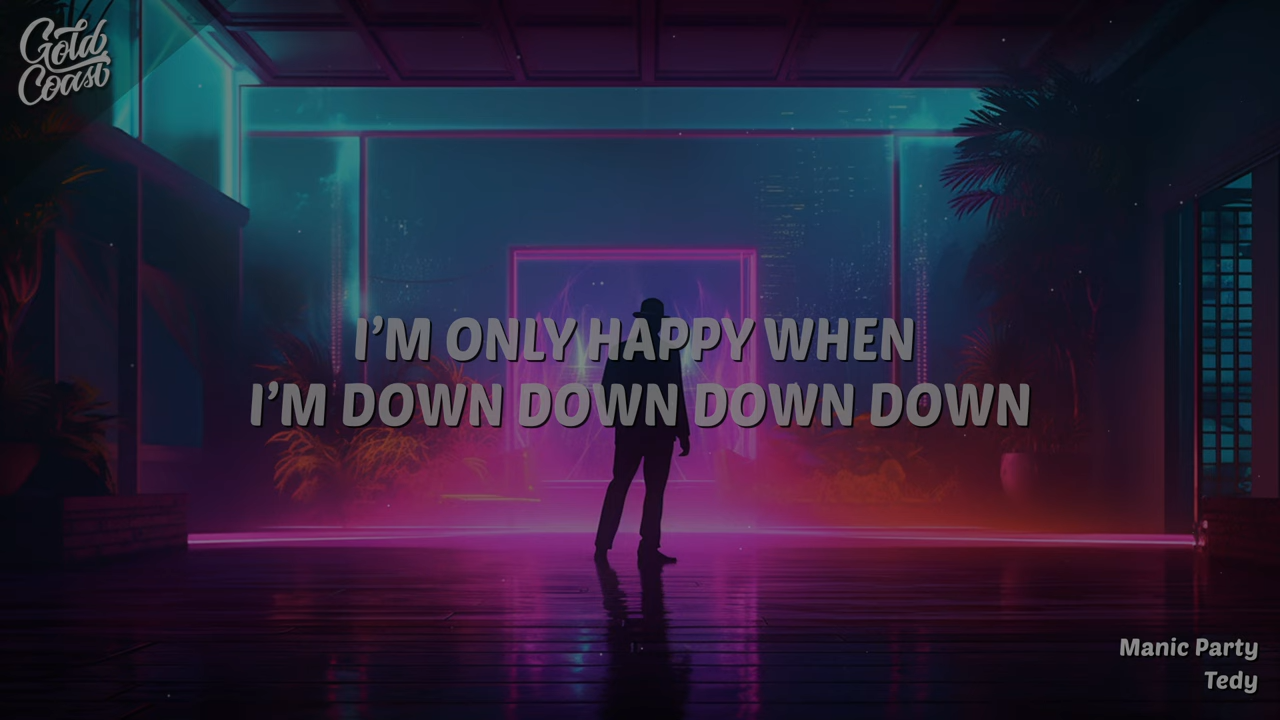 Gold
Coast
I’M ONLY HAPPY WHEN
I’M DOWN DOWN DOWN DOWN
Manic Party
Tedy